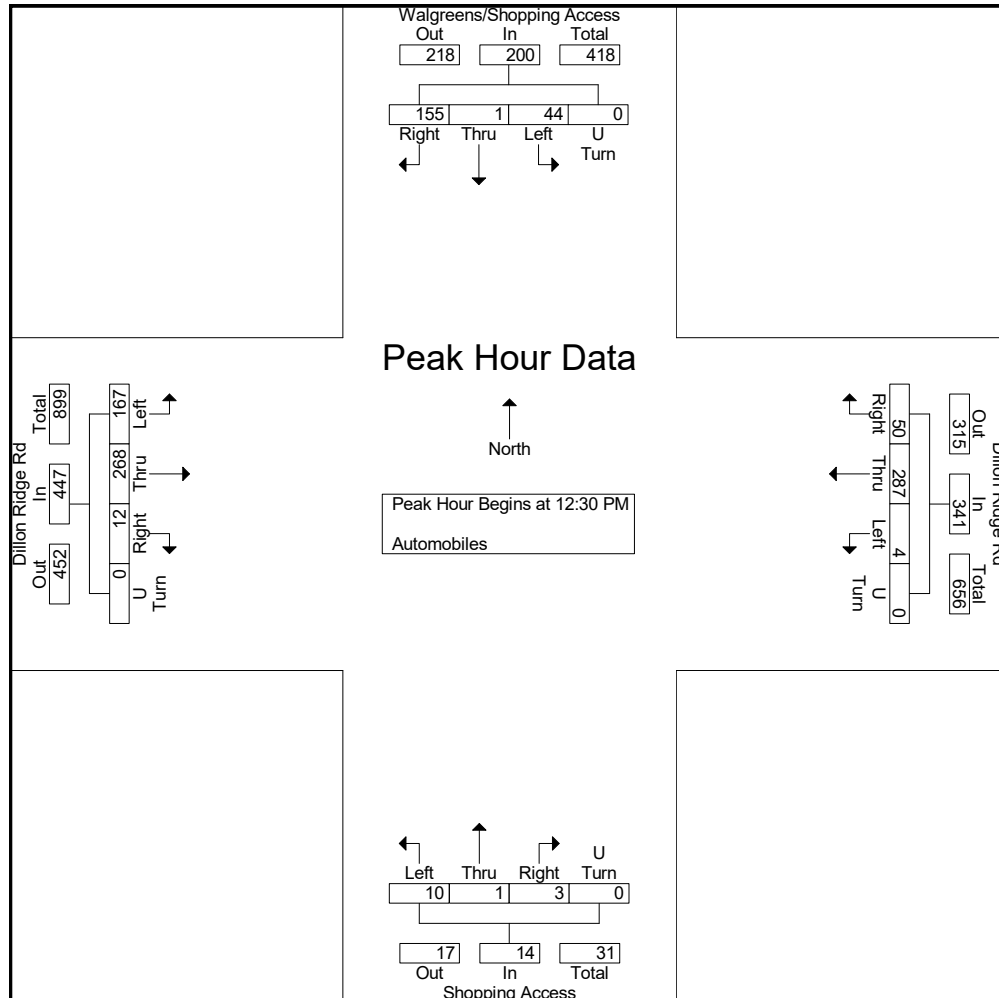 Walgreens/Shopping Access
Out In Total
218 200 418
155 1 44 0
Right Thru Left U Turn
Peak Hour Data
North
Peak Hour Begins at 12:30 PM
Automobiles
Dillon Ridge Rd
Out In Total
452 447 899
Left Thru Right U Turn
167 268 12 0
Dillon Ridge Rd
Out In Total
315 341 656
Right Thru Left U Turn
50 287 4 0
Left Thru Right U Turn
10 1 3 0
17 14 31
Out In Total
Shopping Access